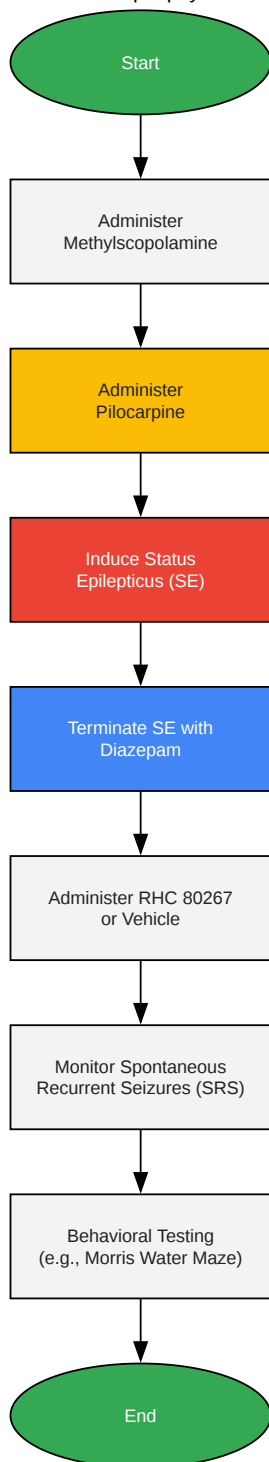 Start
Administer
Methylscopolamine
Administer
Pilocarpine
Induce Status
Epilepticus (SE)
Terminate SE with
Diazepam
Administer RHC 80267
or Vehicle
Monitor Spontaneous
Recurrent Seizures (SRS)
Behavioral Testing
(e.g., Morris Water Maze)
End